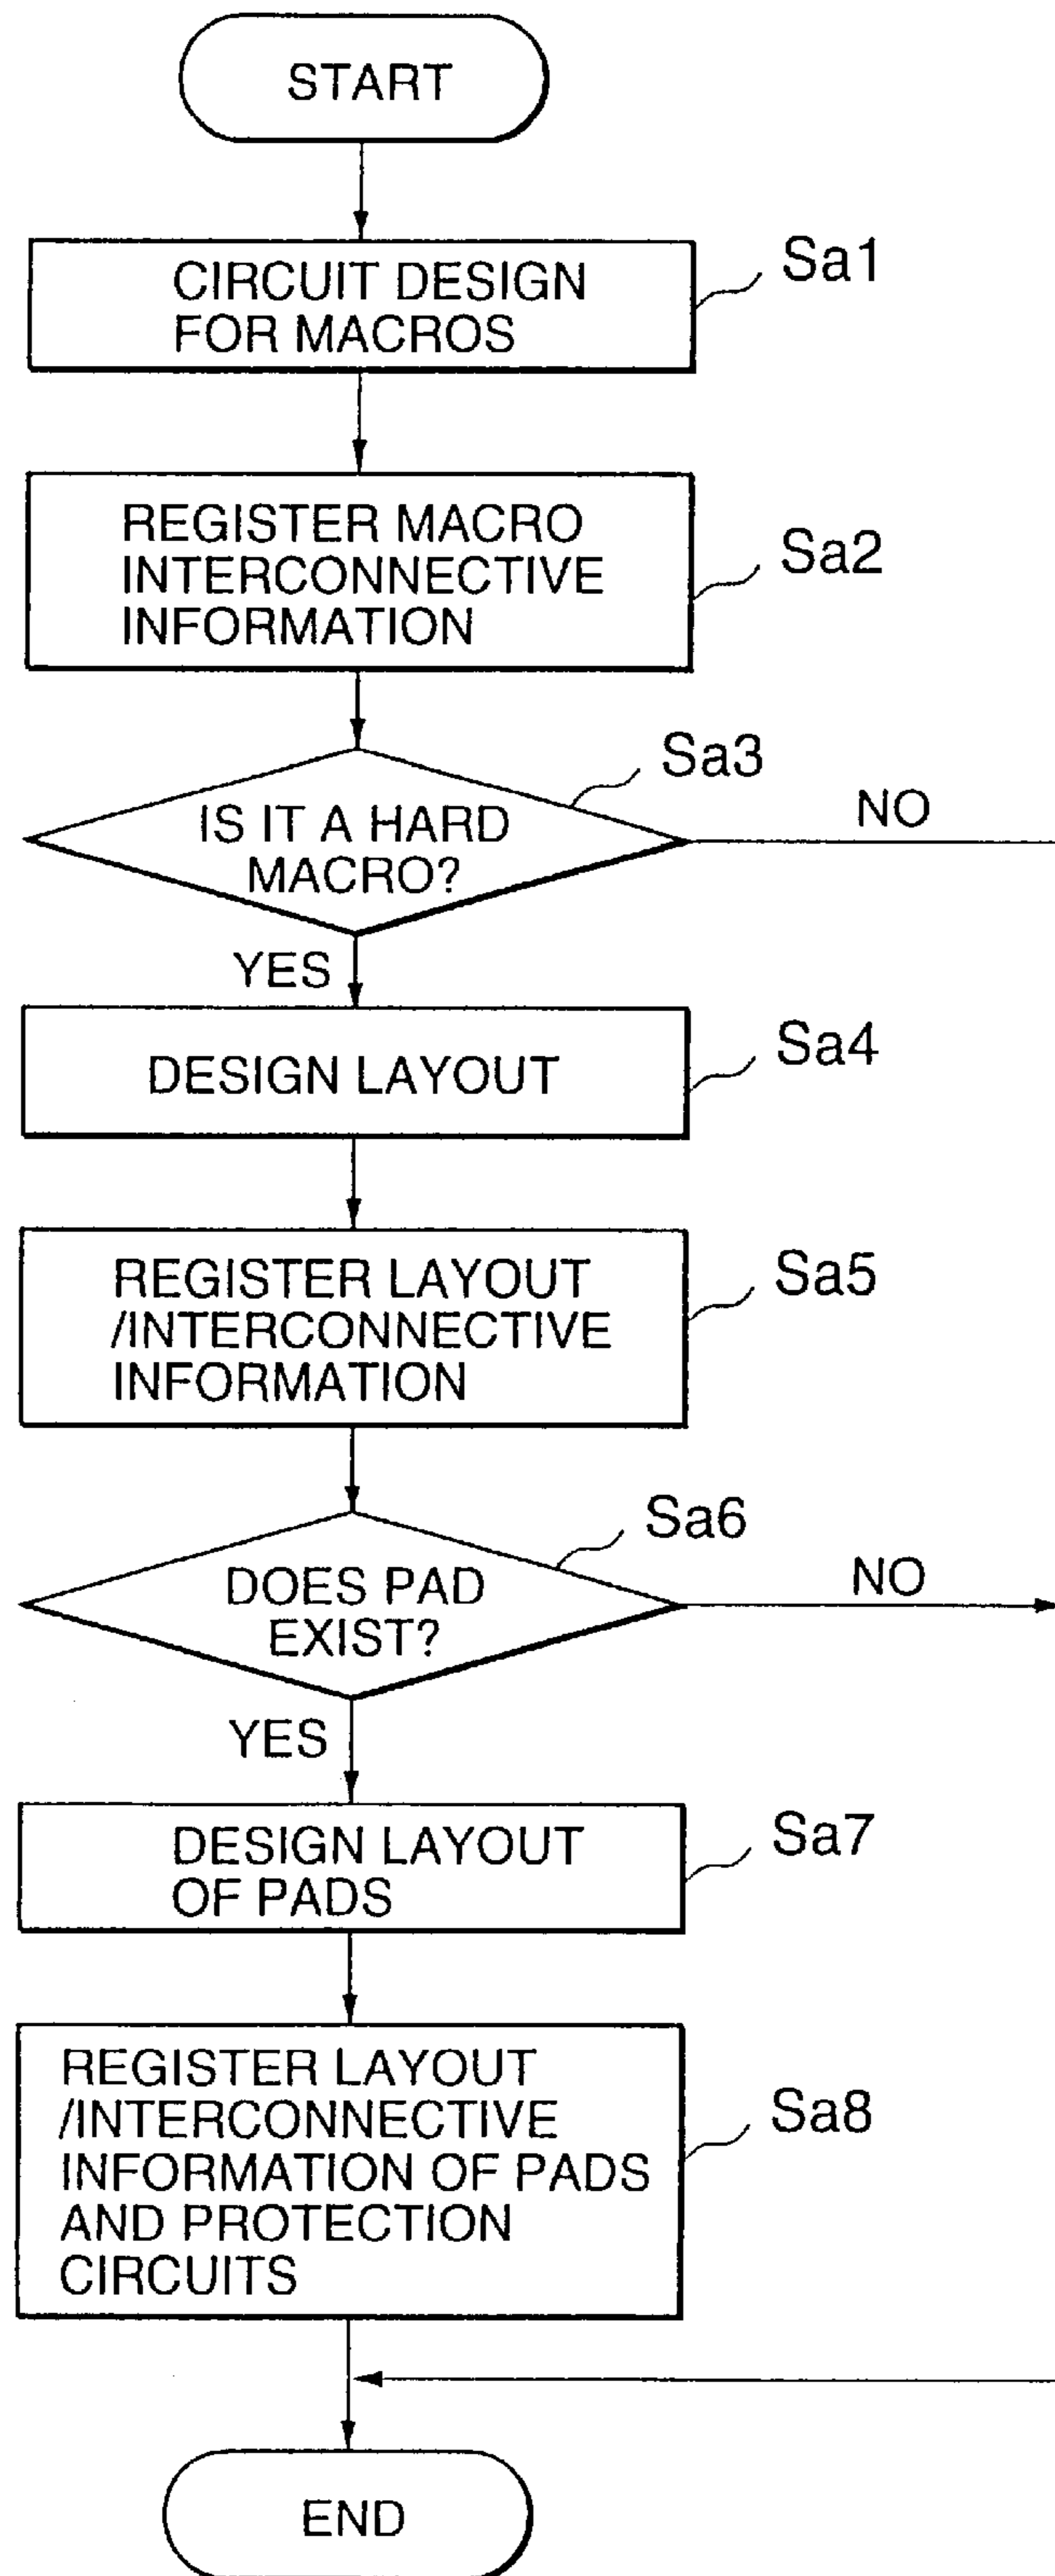 START
CIRCUIT DESIGN
FOR MACROS
Sa1
REGISTER MACRO
INTERCONNECTIVE
INFORMATION
Sa2
Sa3
IS IT A HARD
MACRO?
NO
YES
DESIGN LAYOUT
Sa4
REGISTER LAYOUT
/INTERCONNECTIVE
INFORMATION
Sa5
Sa6
DOES PAD
EXIST?
NO
YES
DESIGN LAYOUT
OF PADS
Sa7
REGISTER LAYOUT
/INTERCONNECTIVE
INFORMATION OF PADS
AND PROTECTION
CIRCUITS
Sa8
END